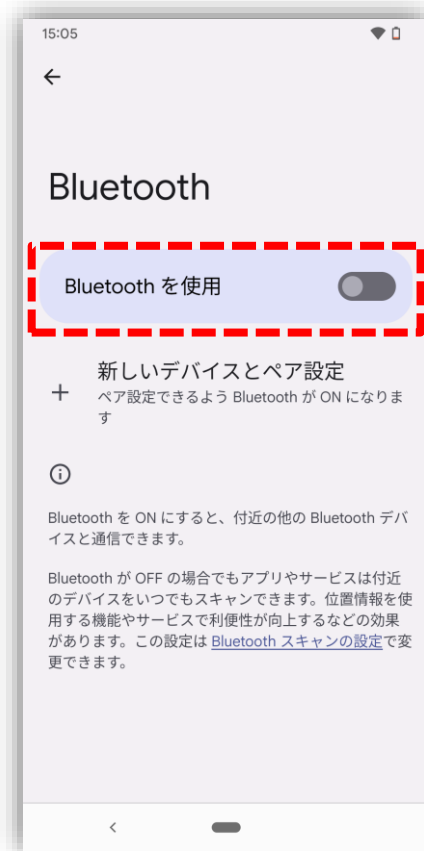 15:05
Bluetooth
Bluetooth を使用
新しいデバイスとペア設定
ペア設定できるよう Bluetooth が ON になりま
す
Bluetooth を ON にすると、付近の他の Bluetooth デバ
イスと通信できます。
Bluetooth が OFF の場合でもアプリやサービスは付近
のデバイスをいつでもスキャンできます。位置情報を使
用する機能やサービスで利便性が向上するなどの効果
があります。この設定は Bluetooth スキャンの設定で変
更できます。